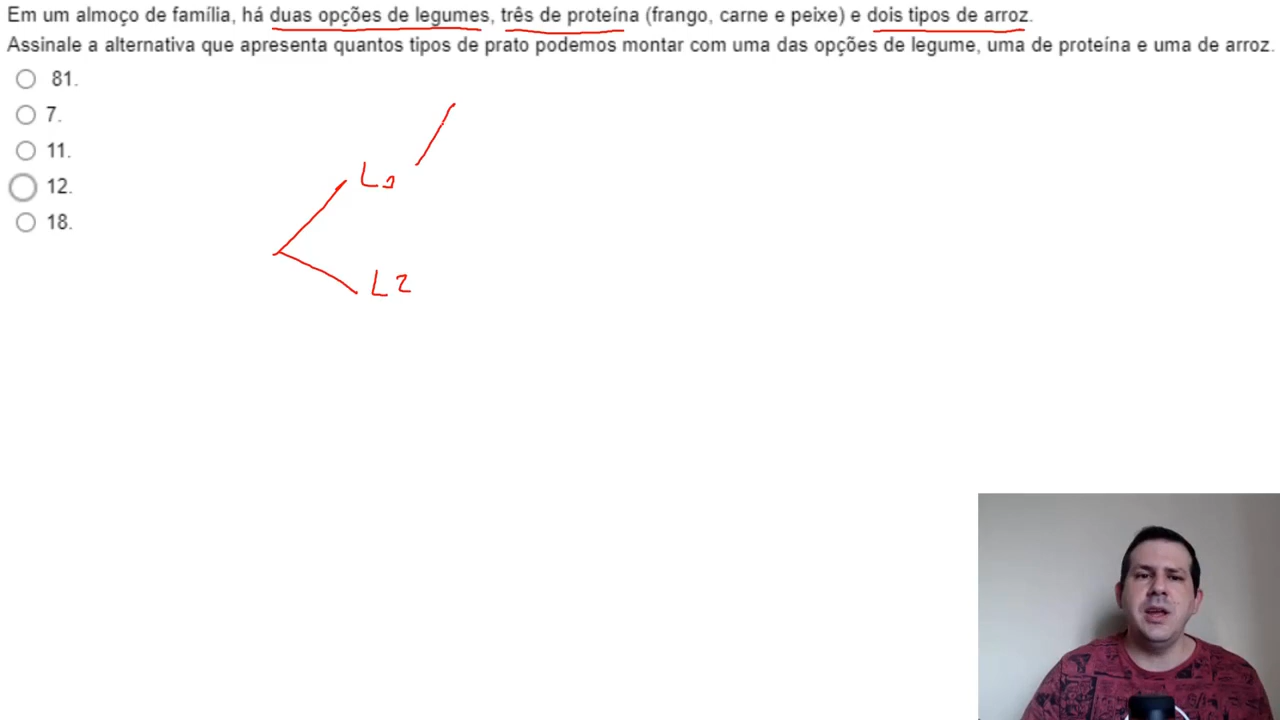 Em um almoço de família, há duas opções de legumes, três de proteína (frango, carne e peixe) e dois tipos de arroz.
Assinale a alternativa que apresenta quantos tipos de prato podemos montar com uma das opções de legume, uma de proteína e uma de arroz.
81.
7.
11.
12.
18.
L1
L2